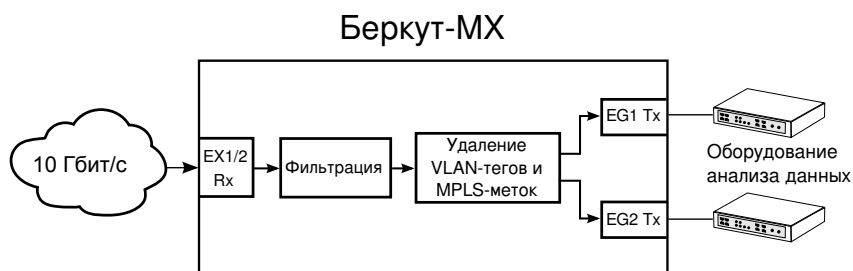 Беркут-МХ
10 Гбит/с
EX1/2
Rx
Фильтрация
Удаление
VLAN-тегов и
MPLS-меток
EG1 Tx
EG2 Tx
Оборудование
анализа данных